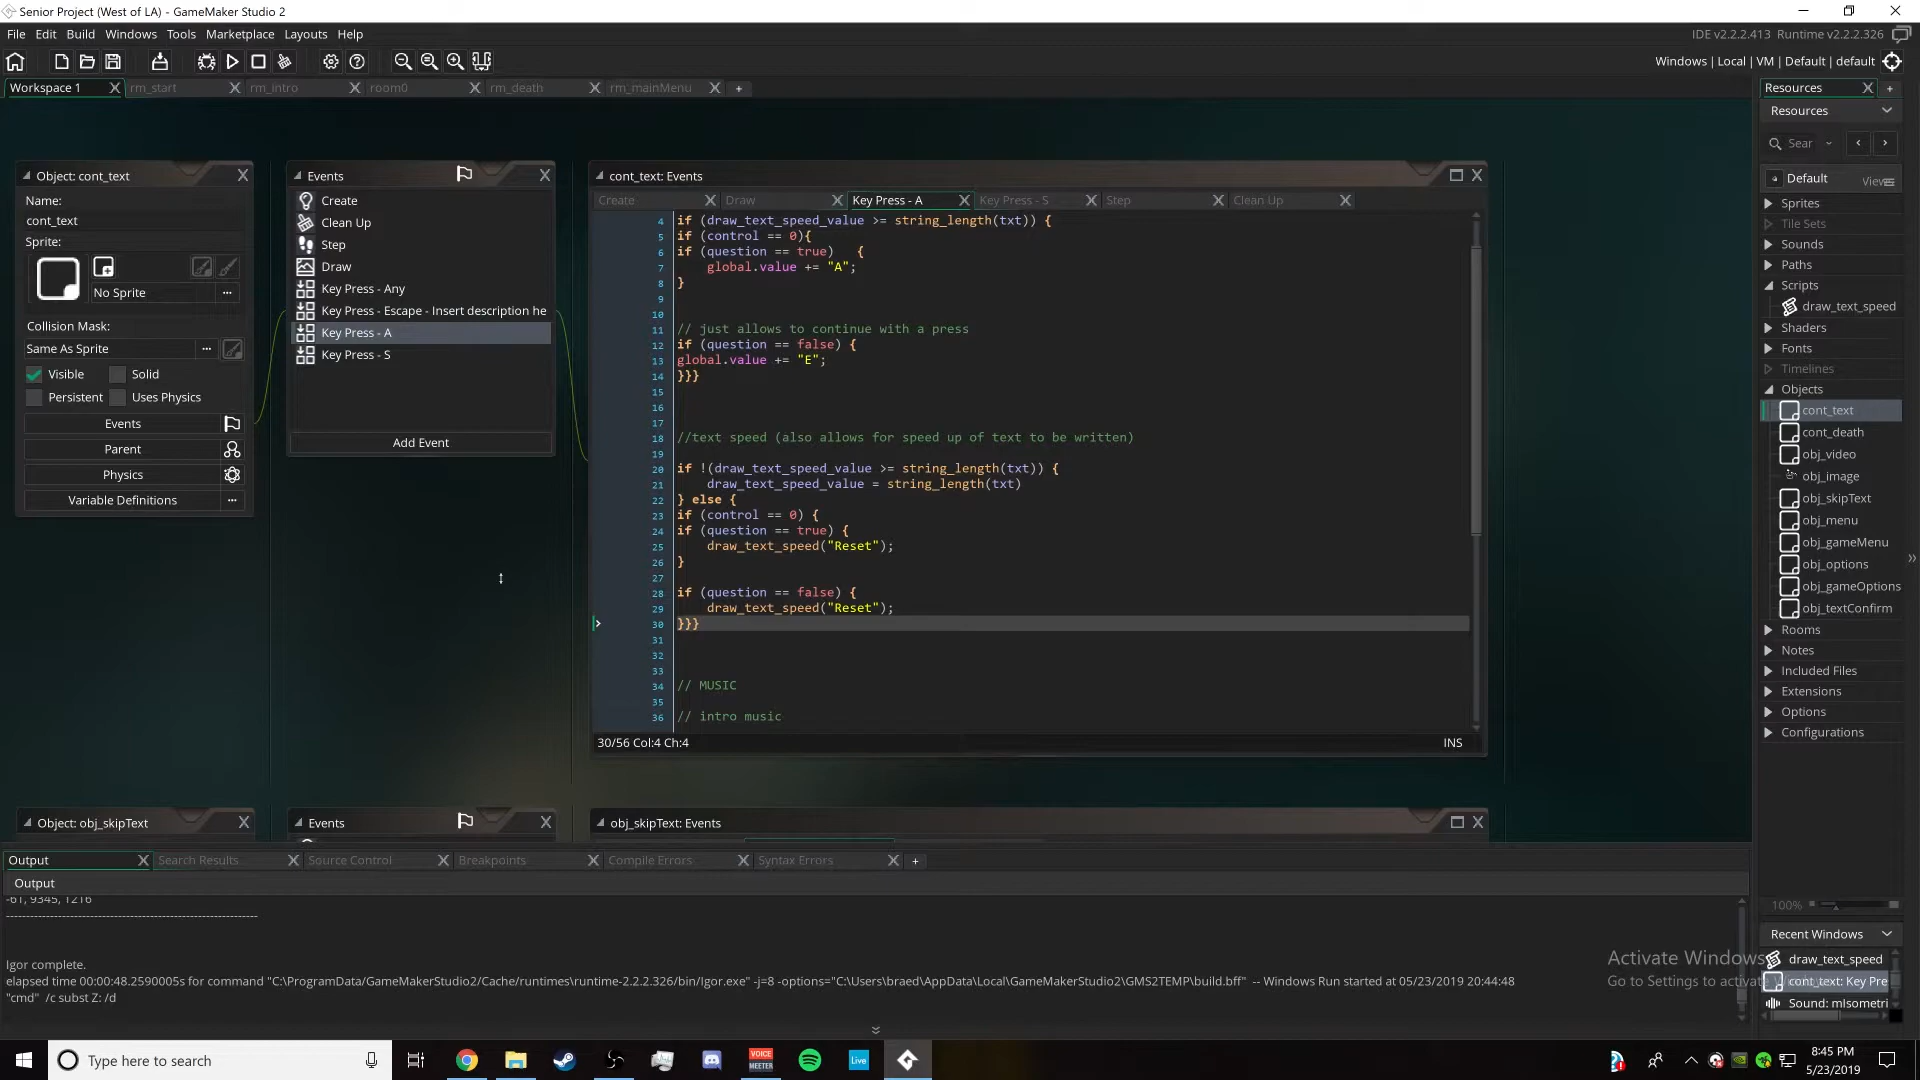 Senior Project (West of LA) - GameMaker Studio 2
File Edit Build Windows Tools Marketplace Layouts Help
IDE v2.2.2.413 Runtime v2.2.2.326
Windows | Local | VM | Default | default
Workspace 1 rm_start rm_intro room0 rm_death rm_mainMenu
Object: cont_text
Name:
cont_text
Sprite:
No Sprite
Collision Mask:
Same As Sprite
Visible Solid
Persistent Uses Physics
Events
Parent
Physics
Variable Definitions
Events
Create
Clean Up
Step
Draw
Key Press - Any
Key Press - Escape - Insert description he
Key Press - A
Key Press - S
Add Event
cont_text: Events
Create Draw Key Press - A Key Press - S Step Clean Up
4 if (draw_text_speed_value >= string_length(txt)) {
5 if (control == 0){
6 if (question == true) {
7 global.value += "A";
8 }
9
10
11 // just allows to continue with a press
12 if (question == false) {
13 global.value += "E";
14 }}}
15
16
17
18 //text speed (also allows for speed up of text to be written)
20 if !(draw_text_speed_value >= string_length(txt)) {
21 draw_text_speed_value = string_length(txt)
22 } else {
23 if (control == 0) {
24 if (question == true) {
25 draw_text_speed("Reset");
26 }
27
28 if (question == false) {
29 draw_text_speed("Reset");
30 }}}
31
32
33
34 // MUSIC
35
36 // intro music
30/56 Col:4 Ch:4 INS
Object: obj_skipText
Events
obj_skipText: Events
Output Search Results Source Control Breakpoints Compile Errors Syntax Errors
Output
-61, 9345, 1216
Igor complete.
elapsed time 00:00:48.2590005s for command "C:\ProgramData/GameMakerStudio2/Cache/runtimes\runtime-2.2.2.326/bin/Igor.exe" -j=8 -options="C:\Users\braed\AppData\Local\GameMakerStudio2\GMS2TEMP\build.bff" -- Windows Run started at 05/23/2019 20:44:48
"cmd" /c subst Z: /d
Resources
Resources
Sear
Default View
Sprites
Tile Sets
Sounds
Paths
Scripts
draw_text_speed
Shaders
Fonts
Timelines
Objects
cont_text
cont_death
obj_video
obj_image
obj_skipText
obj_menu
obj_gameMenu
obj_options
obj_gameOptions
obj_textConfirm
Rooms
Notes
Included Files
Extensions
Options
Configurations
100%
Recent Windows
draw_text_speed
cont_text: Key Pre
Sound: mIsometri
Activate Windows
Go to Settings to activate
Type here to search
VOICE
MEETER
Live
8:45 PM
5/23/2019